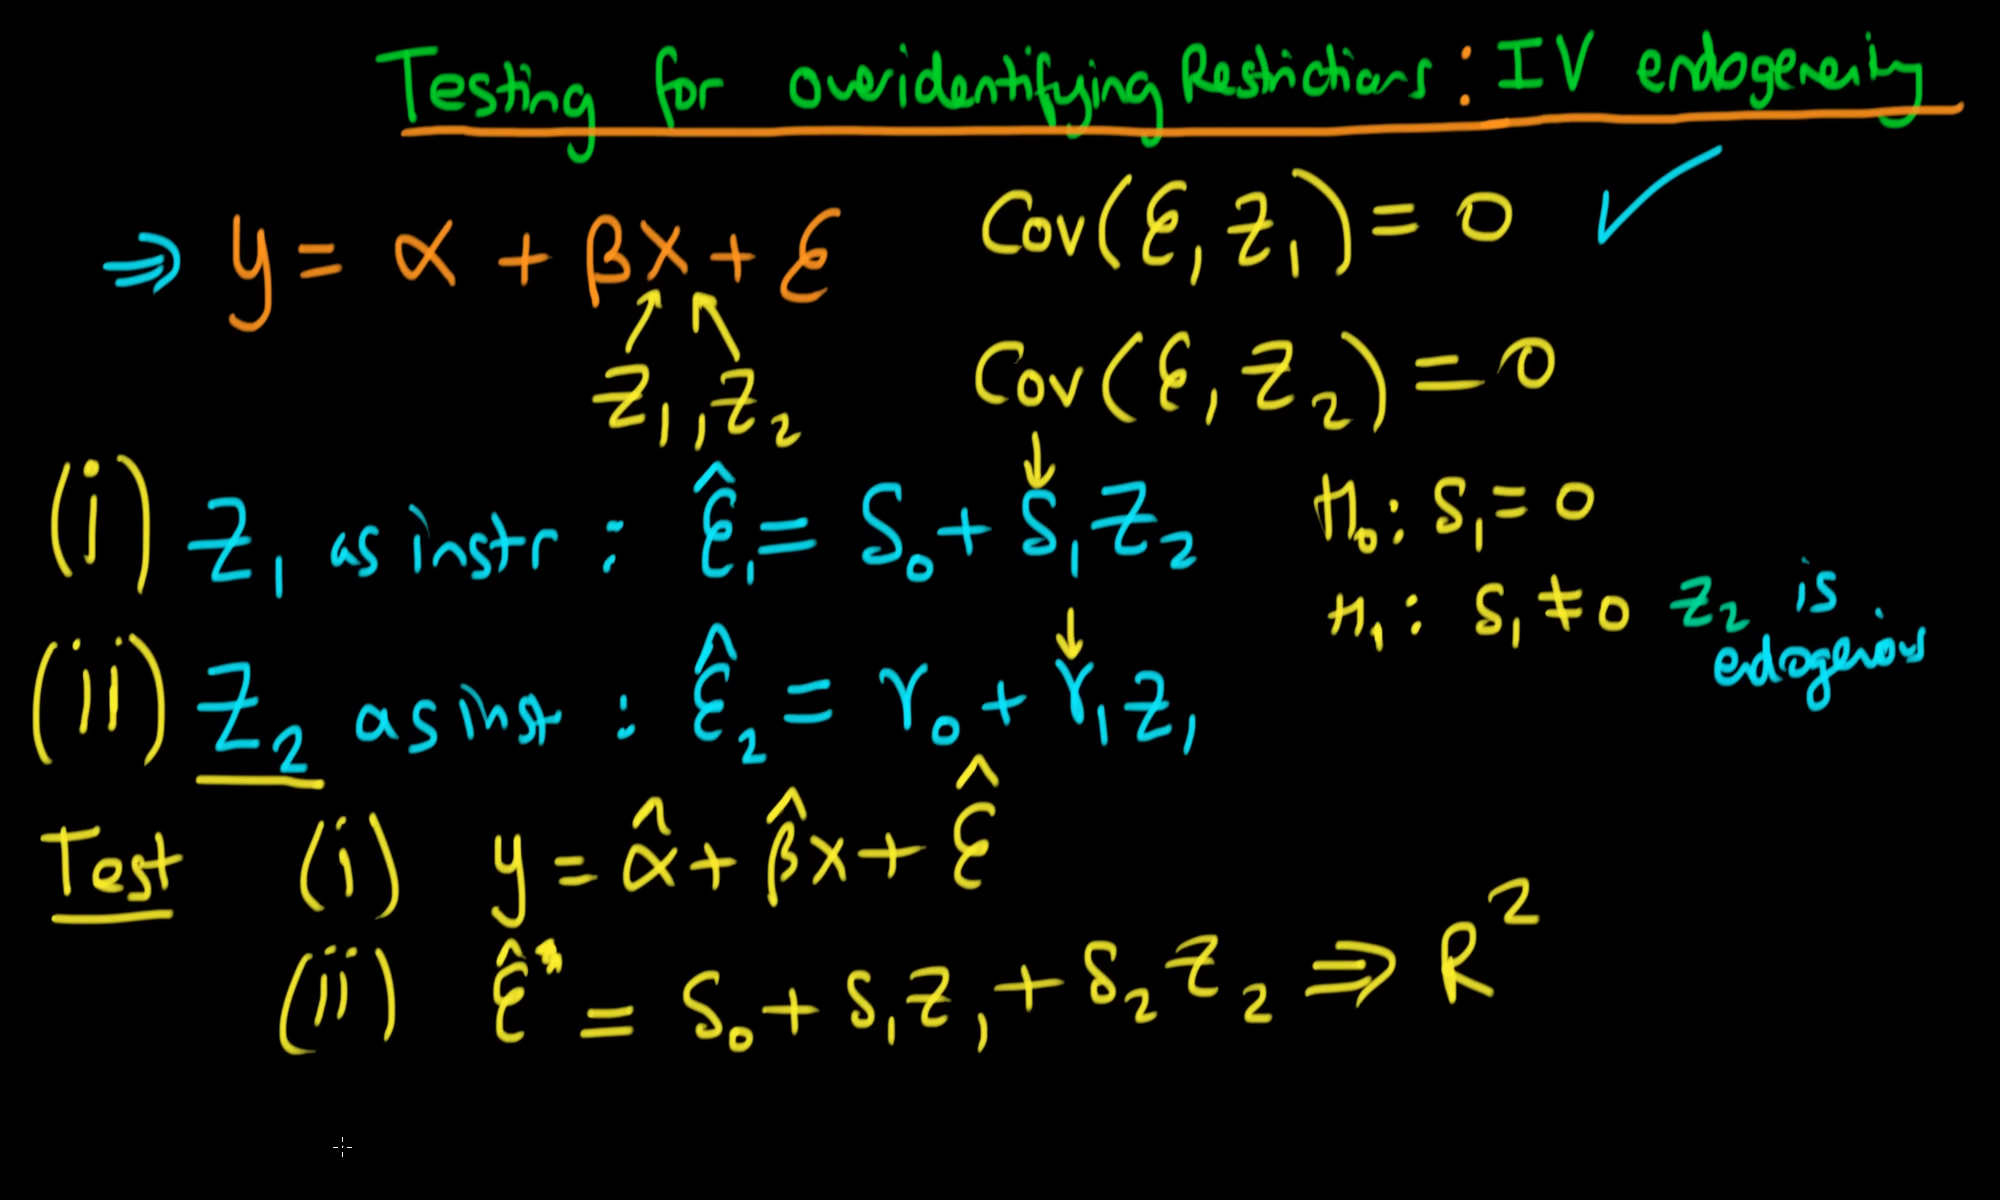 Testing for overidentifying Restrictions : IV endogeneity
⇒ y = α + βx + ε
Cov(ε, Z₁) = 0 ✓
Z₁, Z₂
Cov(ε, Z₂) = 0
(i) Z₁ as instr : ε̂₁ = δ₀ + δ₁Z₂
H₀: δ₁ = 0
H₁: δ₁ ≠ 0 Z₂ is
endogenous
(ii) Z₂ as inst : ε̂₂ = γ₀ + γ₁Z₁
Test (i) y = α̂ + β̂x + ε̂
(ii) ε̂* = δ₀ + δ₁Z₁ + δ₂Z₂ ⇒ R²